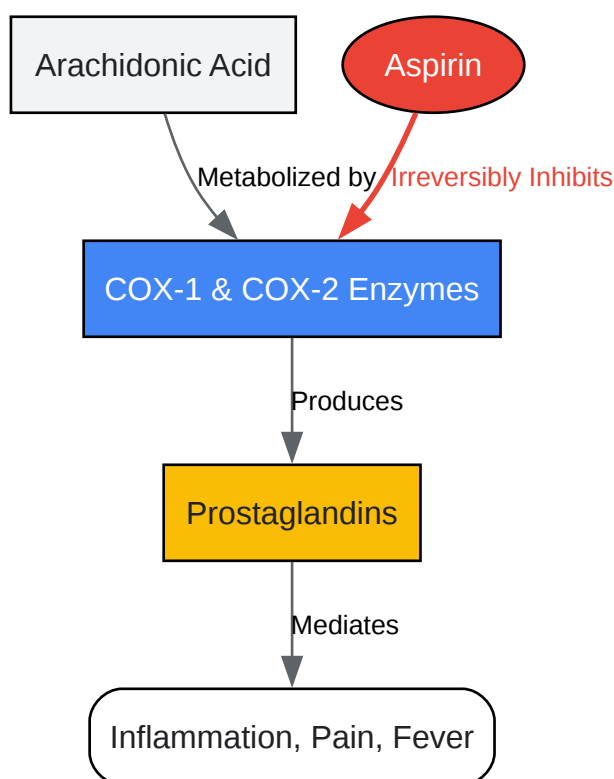 Arachidonic Acid
Aspirin
Metabolized by
Irreversibly Inhibits
COX-1 & COX-2 Enzymes
Produces
Prostaglandins
Mediates
Inflammation, Pain, Fever